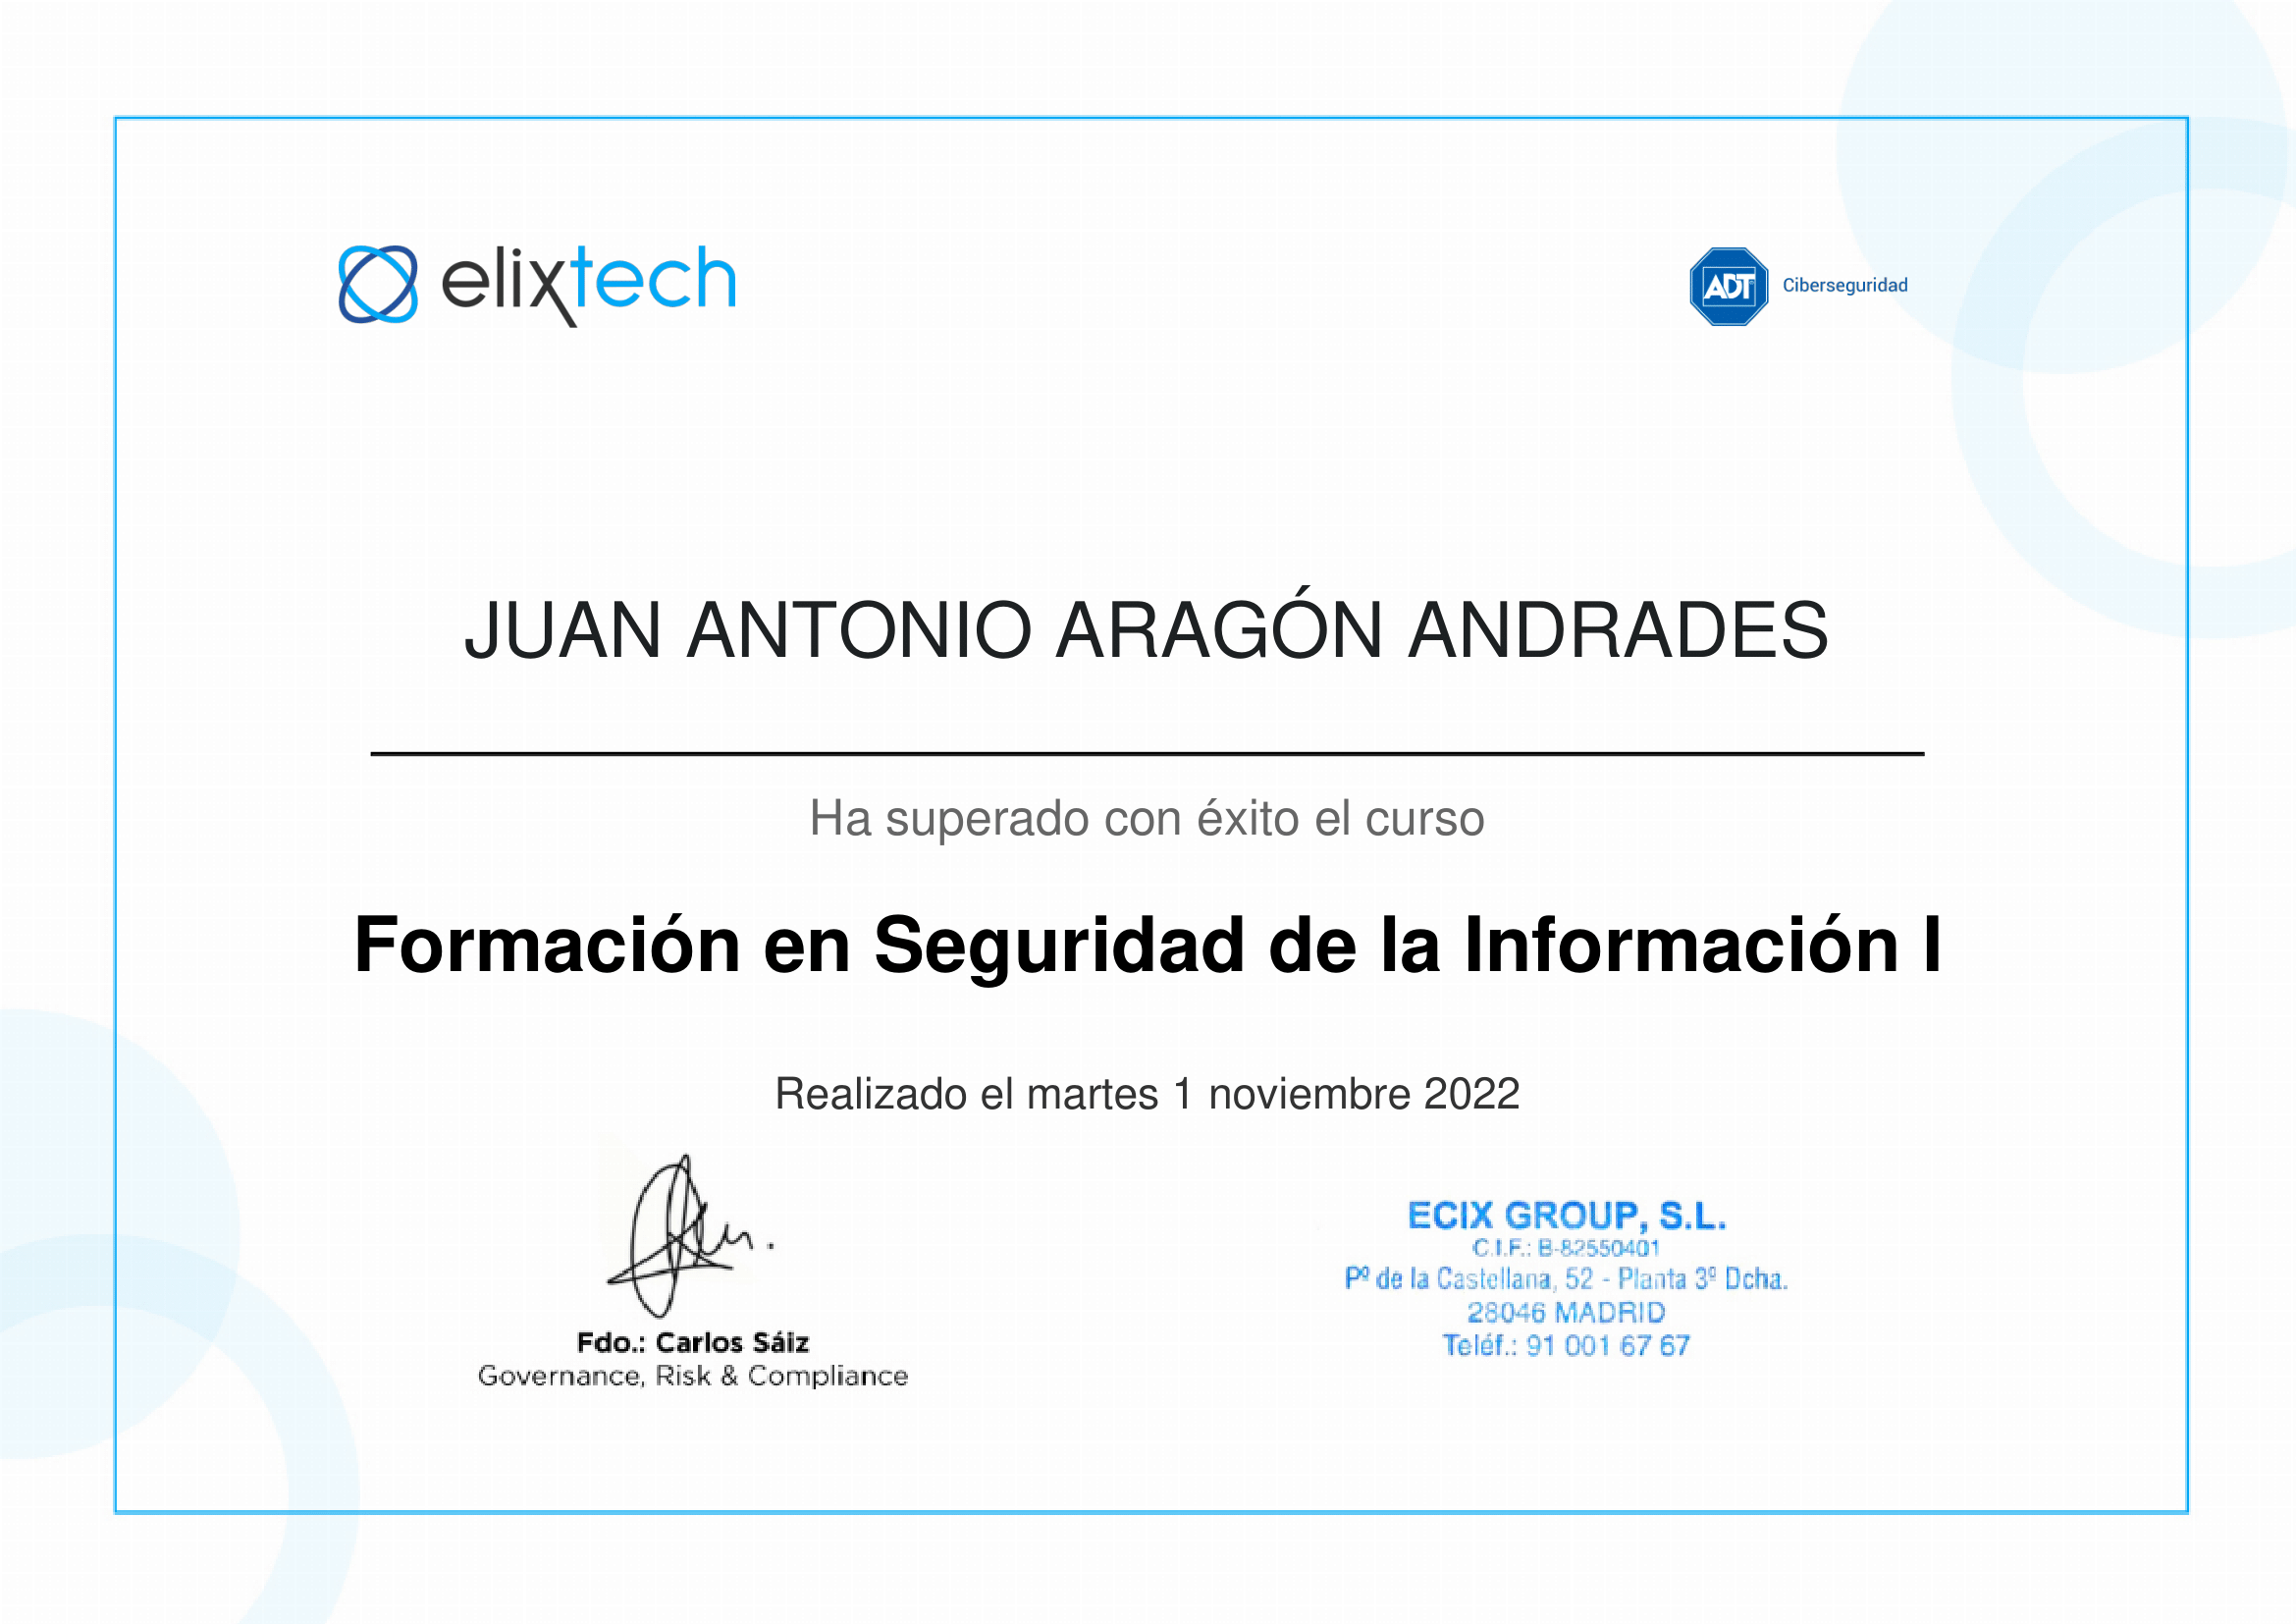 elixtech
ADT Ciberseguridad
JUAN ANTONIO ARAGÓN ANDRADES
Ha superado con éxito el curso
Formación en Seguridad de la Información I
Realizado el martes 1 noviembre 2022
Fdo.: Carlos Sáiz
Governance, Risk & Compliance
ECIX GROUP, S.L.
C.I.F.: B-82550401
Pº de la Castellana, 52 - Planta 3º Dcha.
28046 MADRID
Teléf.: 91 001 67 67